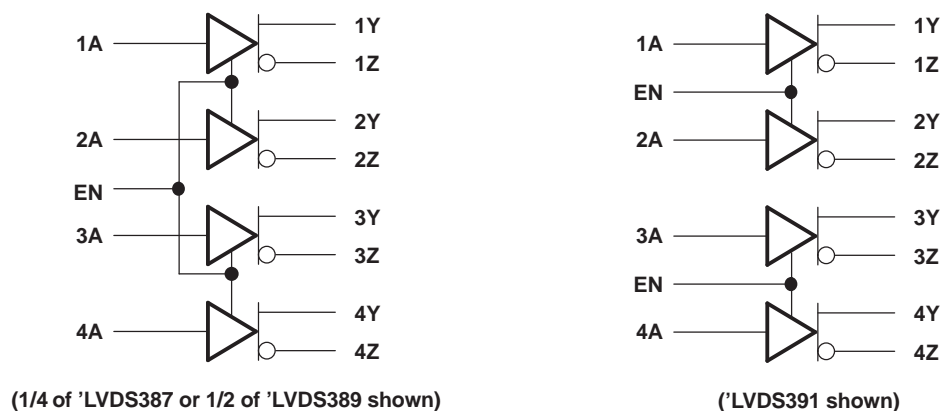 1A
1Y
1Z
2A
2Y
2Z
EN
3A
3Y
3Z
4A
4Y
4Z
(1/4 of ’LVDS387 or 1/2 of ’LVDS389 shown)
1A
1Y
1Z
EN
2A
2Y
2Z
3A
3Y
3Z
EN
4A
4Y
4Z
(’LVDS391 shown)